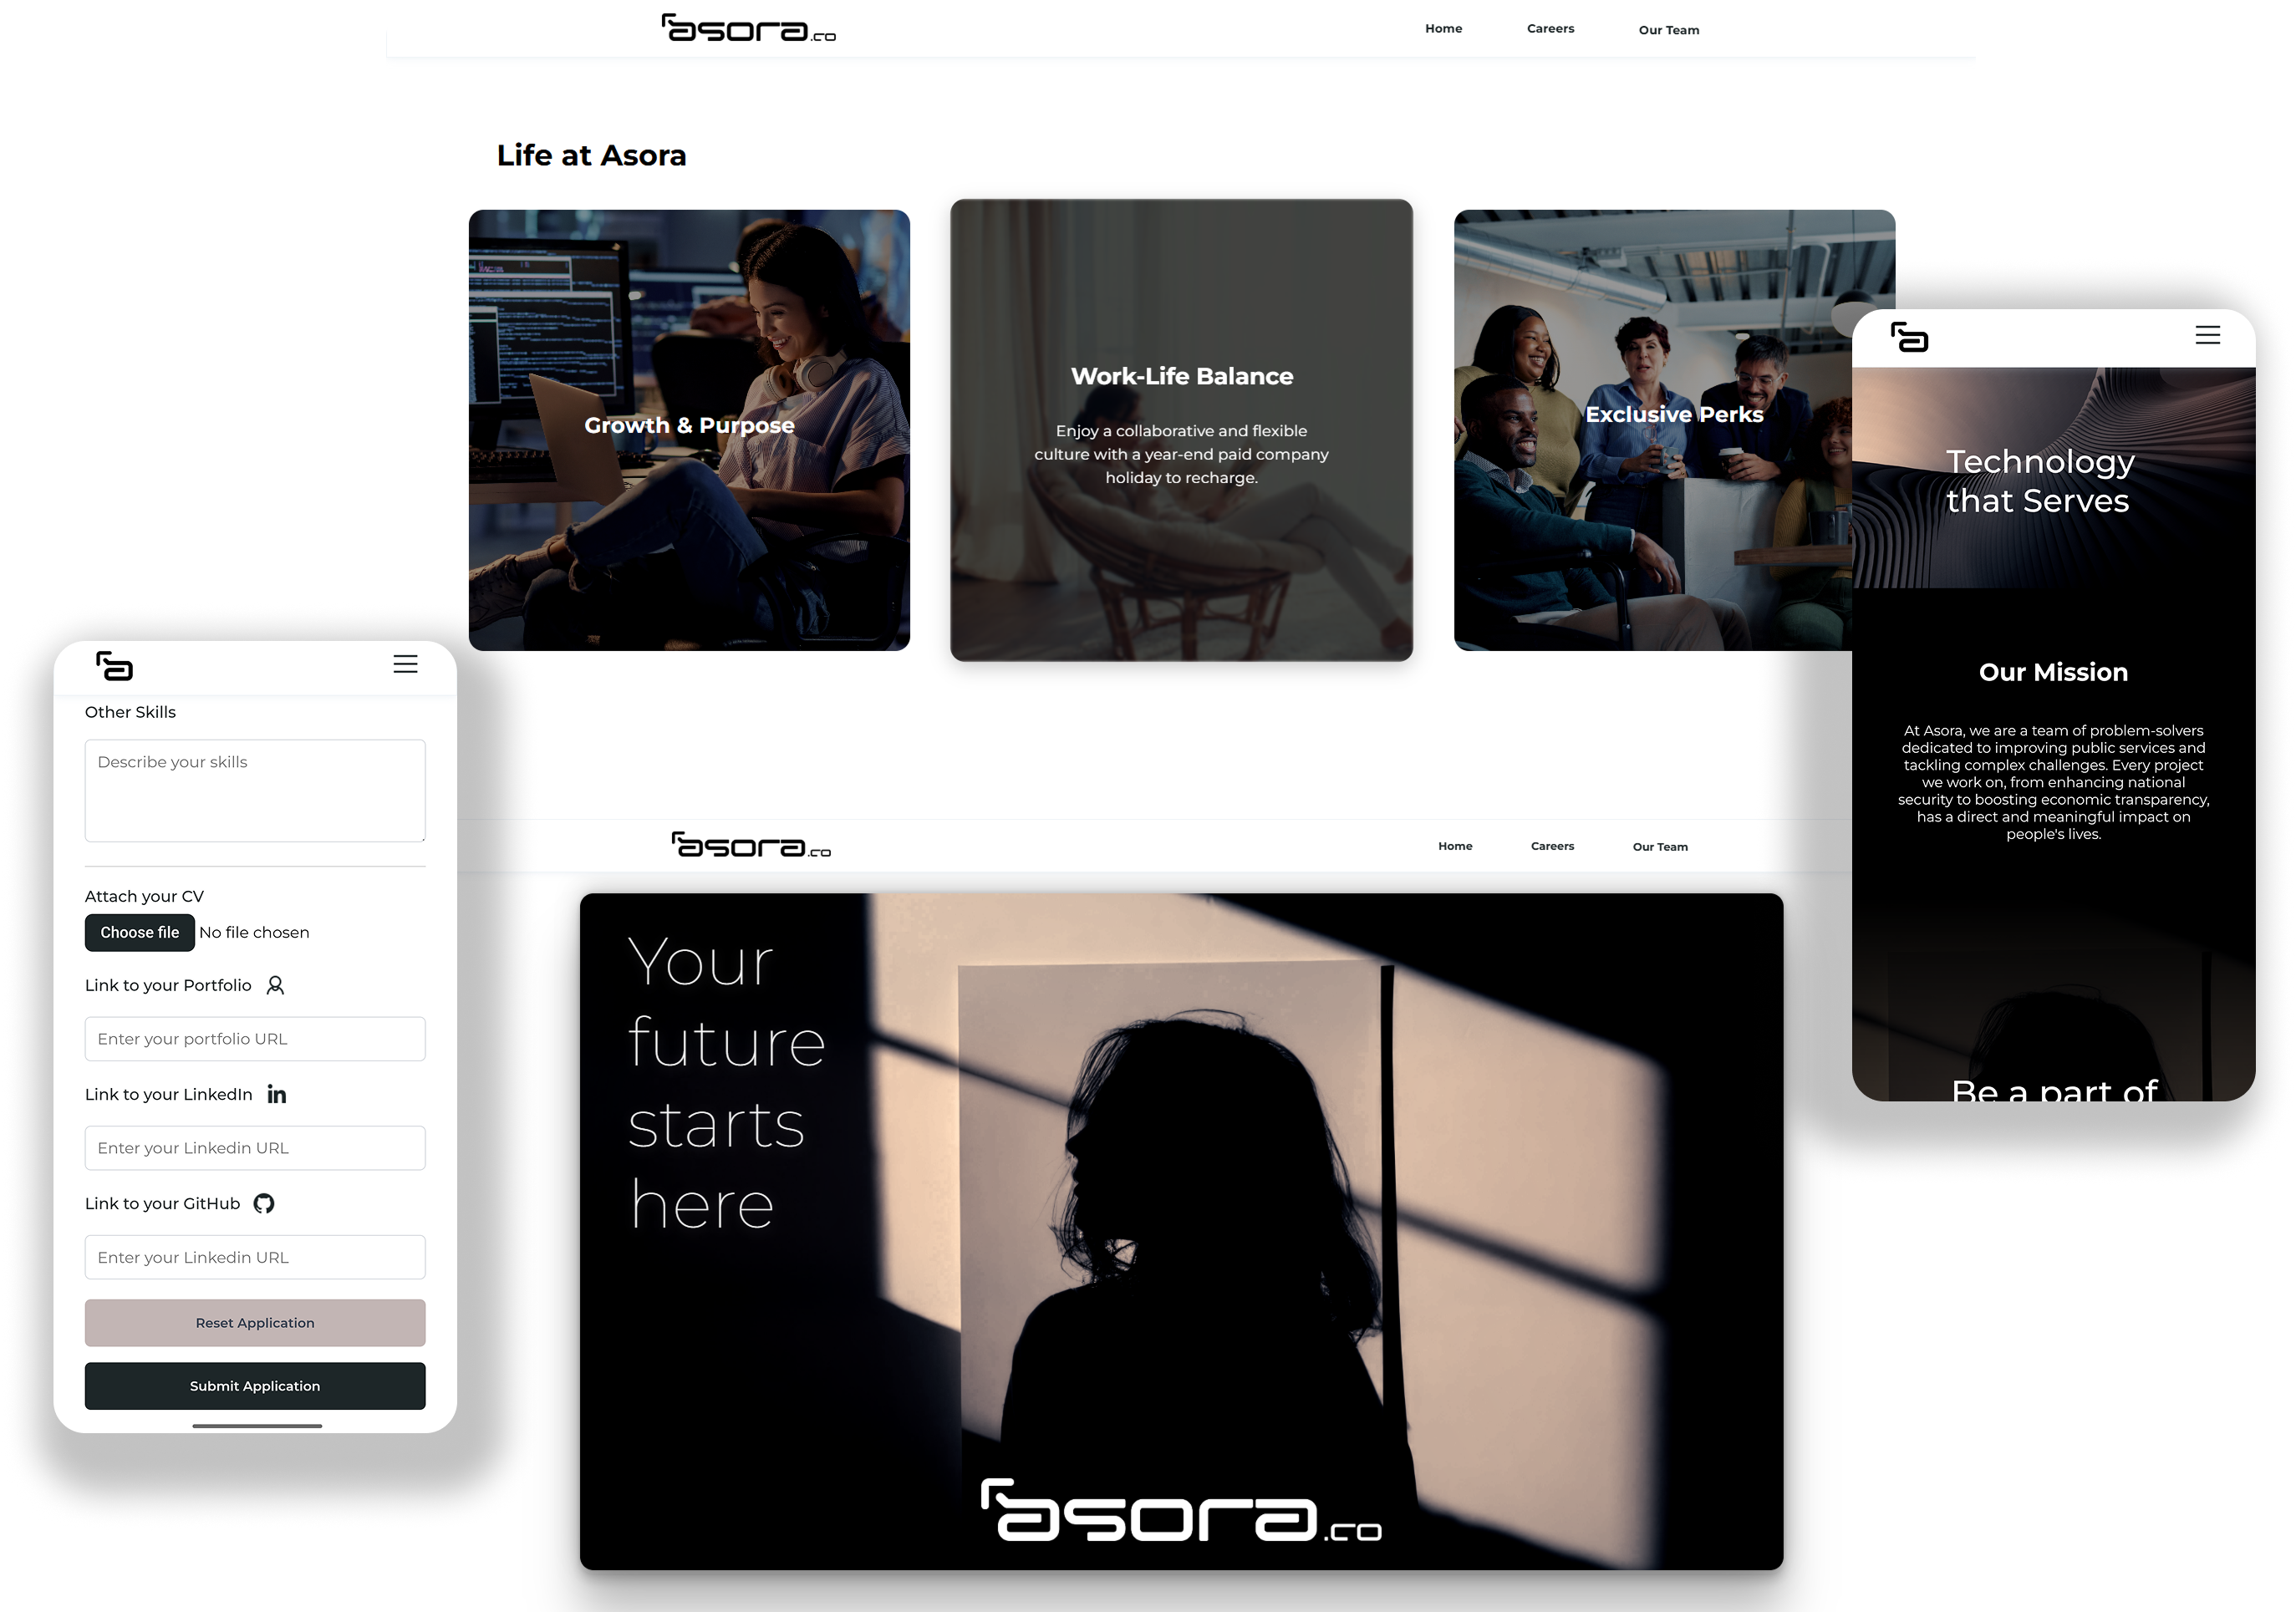 asora.co
Home
Careers
Our Team
Life at Asora
Growth & Purpose
Work-Life Balance
Enjoy a collaborative and flexible
culture with a year-end paid company
holiday to recharge.
Exclusive Perks
a
Technology
that Serves
Our Mission
At Asora, we are a team of problem-solvers
dedicated to improving public services and
tackling complex challenges. Every project
we work on, from enhancing national
security to boosting economic transparency,
has a direct and meaningful impact on
people's lives.
Be a part of
a
Other Skills
Describe your skills
Attach your CV
Choose file No file chosen
Link to your Portfolio
Enter your portfolio URL
Link to your LinkedIn in
Enter your Linkedin URL
Link to your GitHub
Enter your Linkedin URL
Reset Application
Submit Application
asora.co
Home
Careers
Our Team
Your
future
starts
here
asora.co